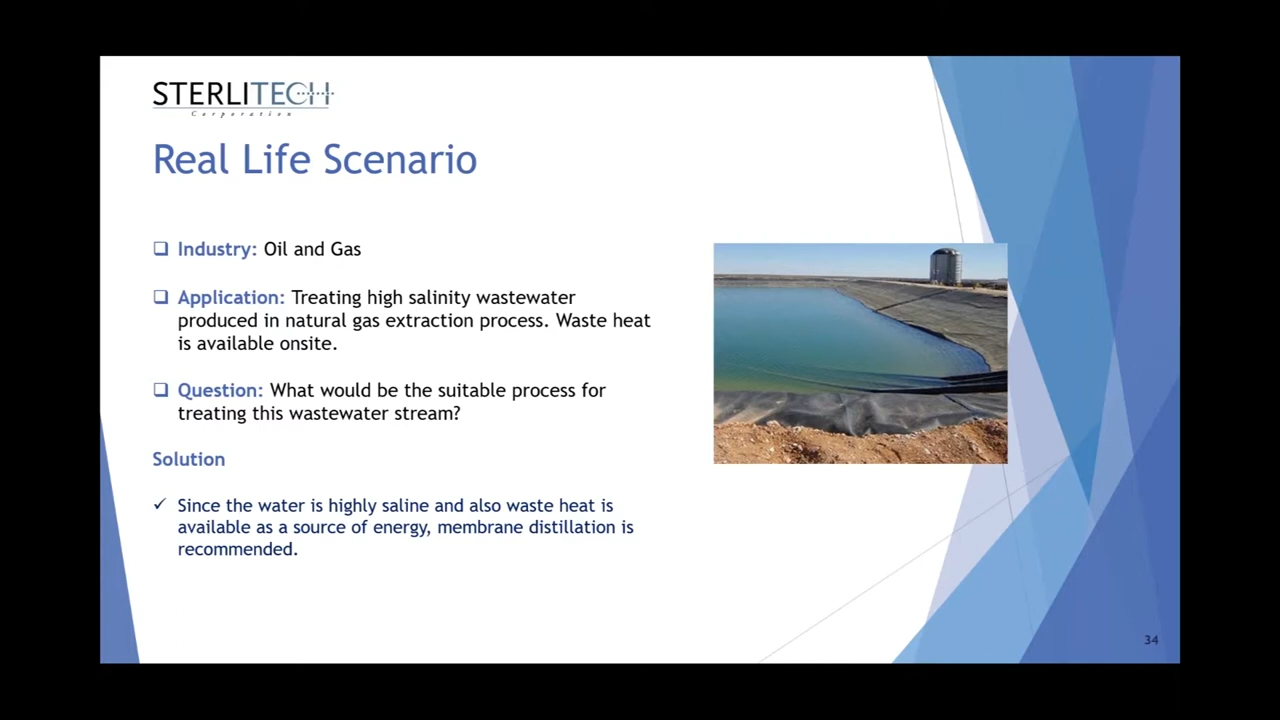 STERLITECH
Corporation
Real Life Scenario
Industry: Oil and Gas
Application: Treating high salinity wastewater
produced in natural gas extraction process. Waste heat
is available onsite.
Question: What would be the suitable process for
treating this wastewater stream?
Solution
Since the water is highly saline and also waste heat is
available as a source of energy, membrane distillation is
recommended.
34